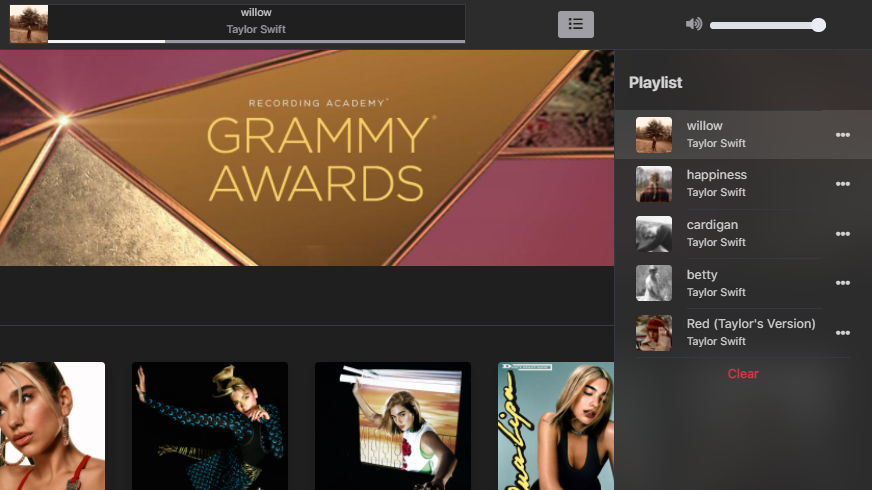 willow
Taylor Swift
RECORDING ACADEMY®
GRAMMY®
AWARDS
Playlist
willow
Taylor Swift
happiness
Taylor Swift
cardigan
Taylor Swift
betty
Taylor Swift
Red (Taylor's Version)
Taylor Swift
Clear